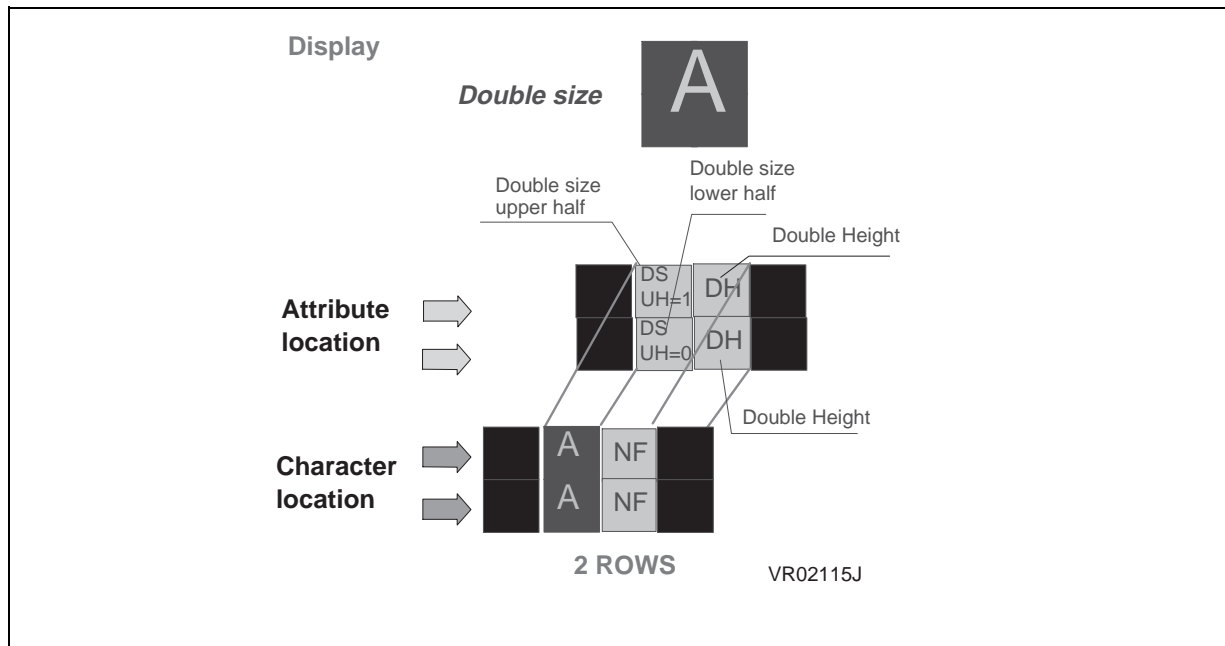 Display
A
Double size
Double size
lower half
Double size
upper half
Double Height
DS
UH=1
DH
Attribute
location
DS
UH=0
DH
Double Height
A
NF
Character
location
A
NF
2 ROWS
VR02115J